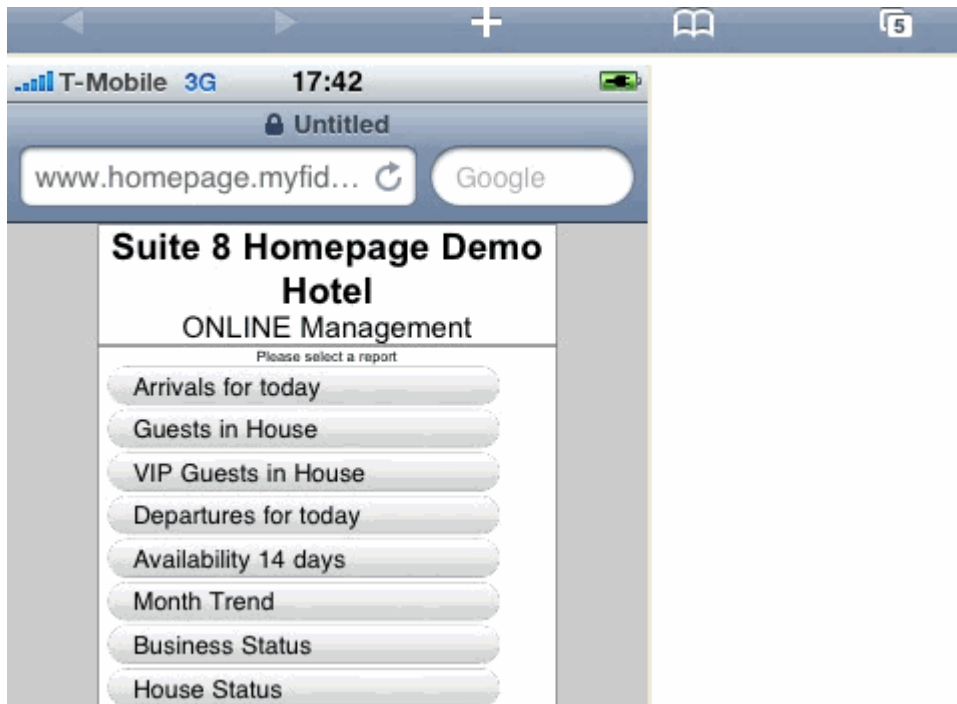 5
T-Mobile 3G 17:42
Untitled
www.homepage.myfid... Google
Suite 8 Homepage Demo
Hotel
ONLINE Management
Please select a report
Arrivals for today
Guests in House
VIP Guests in House
Departures for today
Availability 14 days
Month Trend
Business Status
House Status